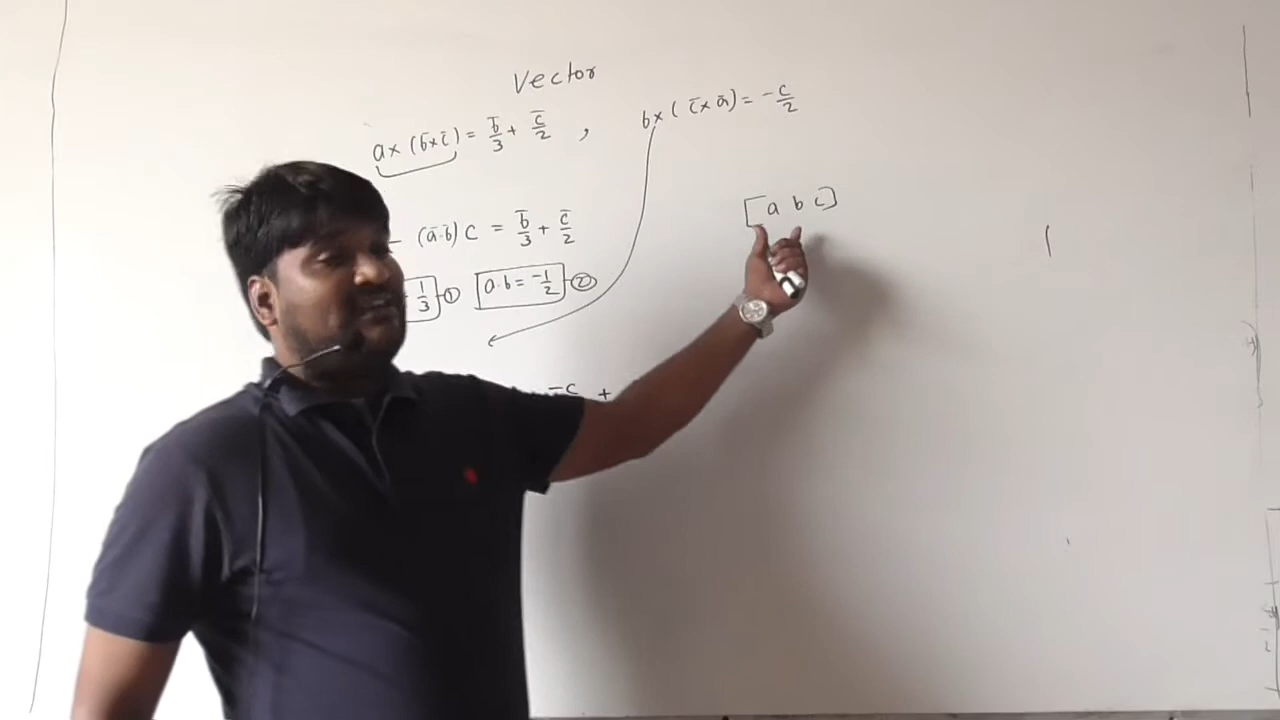 Vector
a × (b̄×c̄) = b̄/3 + c̄/2 , b × ( c̄ × ā) = -c/2
[a b c]
- (ā·b̄) c = b̄/3 + c̄/2
1/3 ① a·b = -1/2 ②
-c +